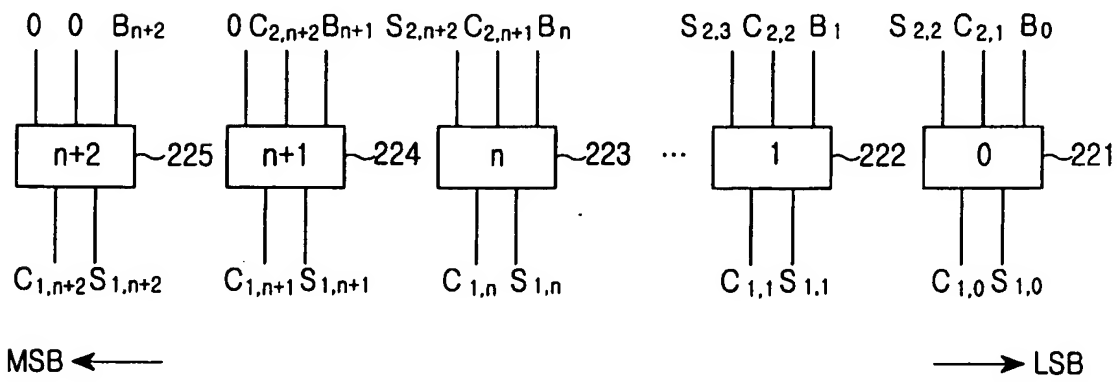 0 0 Bn+2 0 C2,n+2 Bn+1 S2,n+2 C2,n+1 Bn S2.3 C2,2 B1 S2,2 C2,1 B0
n+2 225 n+1 224 n 223 ... 1 222 0 221
C1,n+2 S1,n+2 C1,n+1 S1,n+1 C1,n S1,n C1,1 S1,1 C1,0 S1,0
MSB LSB